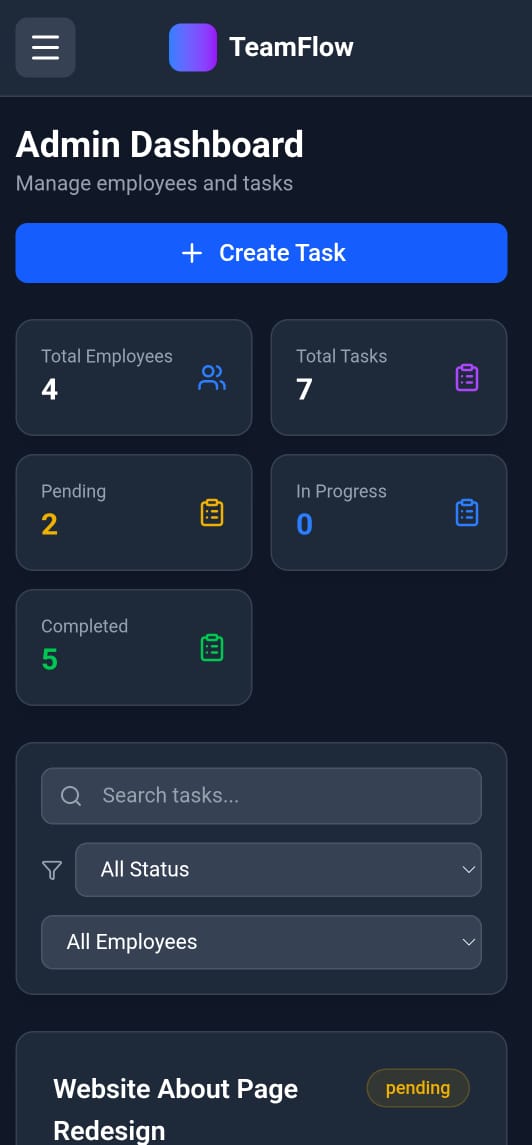 TeamFlow
Admin Dashboard
Manage employees and tasks
Create Task
Total Employees
4
Total Tasks
7
Pending
2
In Progress
0
Completed
5
Search tasks...
All Status
All Employees
Website About Page
Redesign
pending